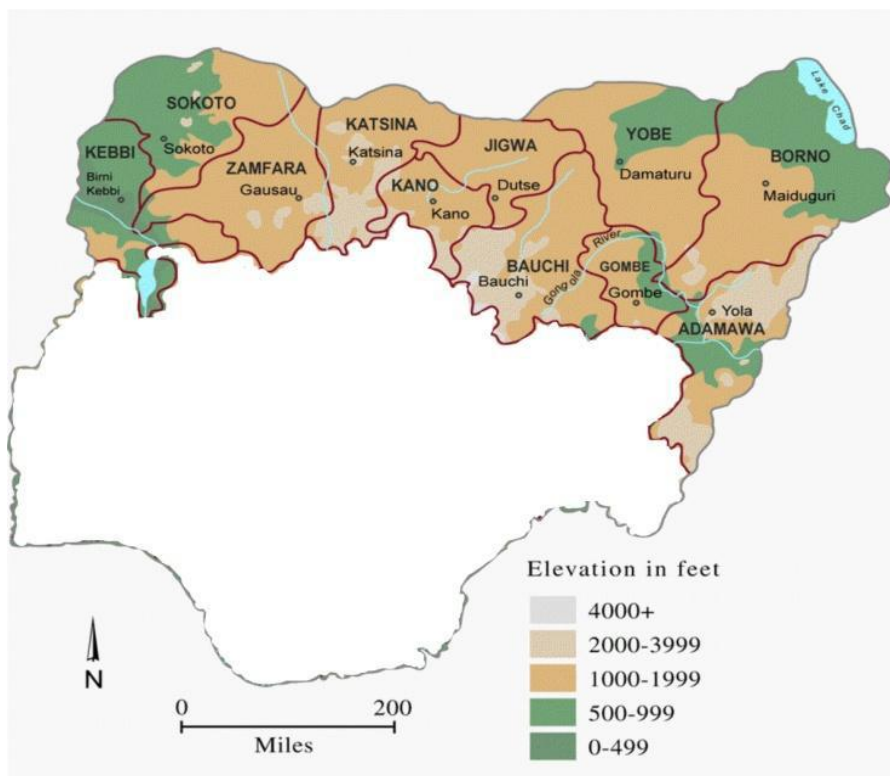 SOKOTO
Sokoto
KEBBI
Birni
Kebbi
ZAMFARA
Gausau
KATSINA
Katsina
KANO
Kano
JIGWA
Dutse
YOBE
Damaturu
BORNO
Maiduguri
Lake Chad
BAUCHI
Bauchi
Gongola River
GOMBE
Gombe
Yola
ADAMAWA
Elevation in feet
4000+
2000-3999
1000-1999
500-999
0-499
N
0 200
Miles